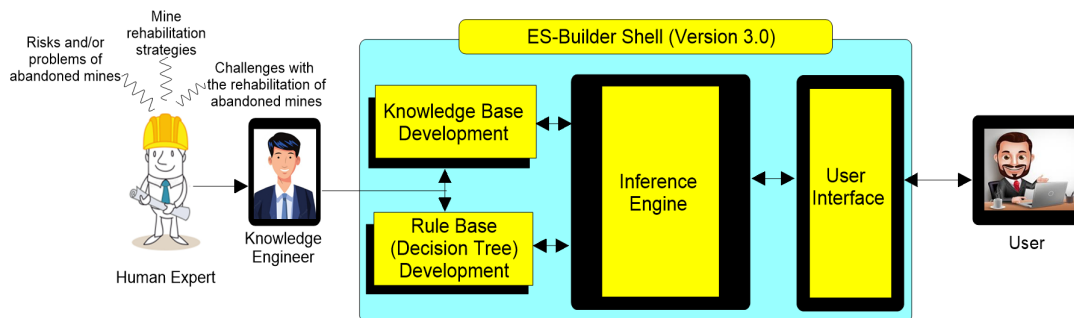 Risks and/or
problems of
abandoned mines
Mine
rehabilitation
strategies
Challenges with
the rehabilitation of
abandoned mines
Human Expert
Knowledge
Engineer
ES-Builder Shell (Version 3.0)
Knowledge Base
Development
Rule Base
(Decision Tree)
Development
Inference
Engine
User
Interface
User